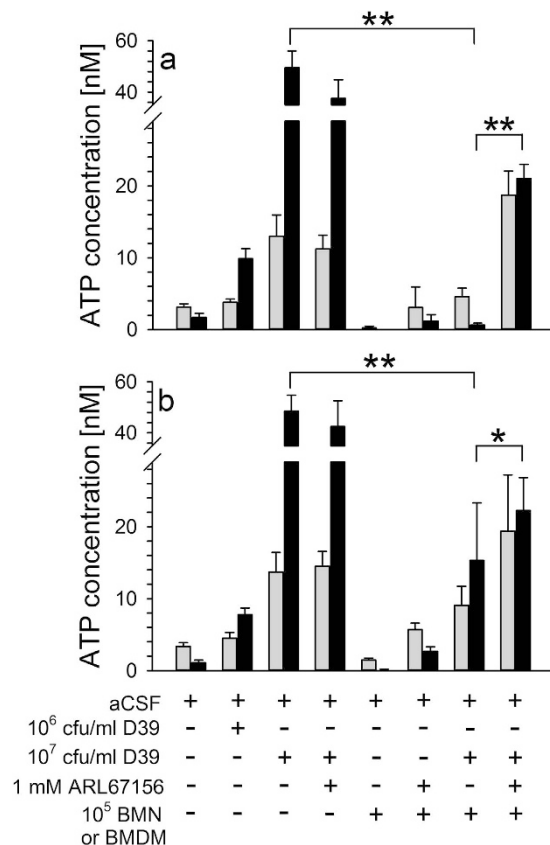 60
**
a
40
**
20
10
0
ATP concentration [nM]
60
**
b
40
*
20
10
0
ATP concentration [nM]
aCSF + + + + + + + +
10⁶ cfu/ml D39 - + - - - - - -
10⁷ cfu/ml D39 - - + + - - + +
1 mM ARL67156 - - - + - + - +
10⁵ BMN - - - - + + + +
or BMDM